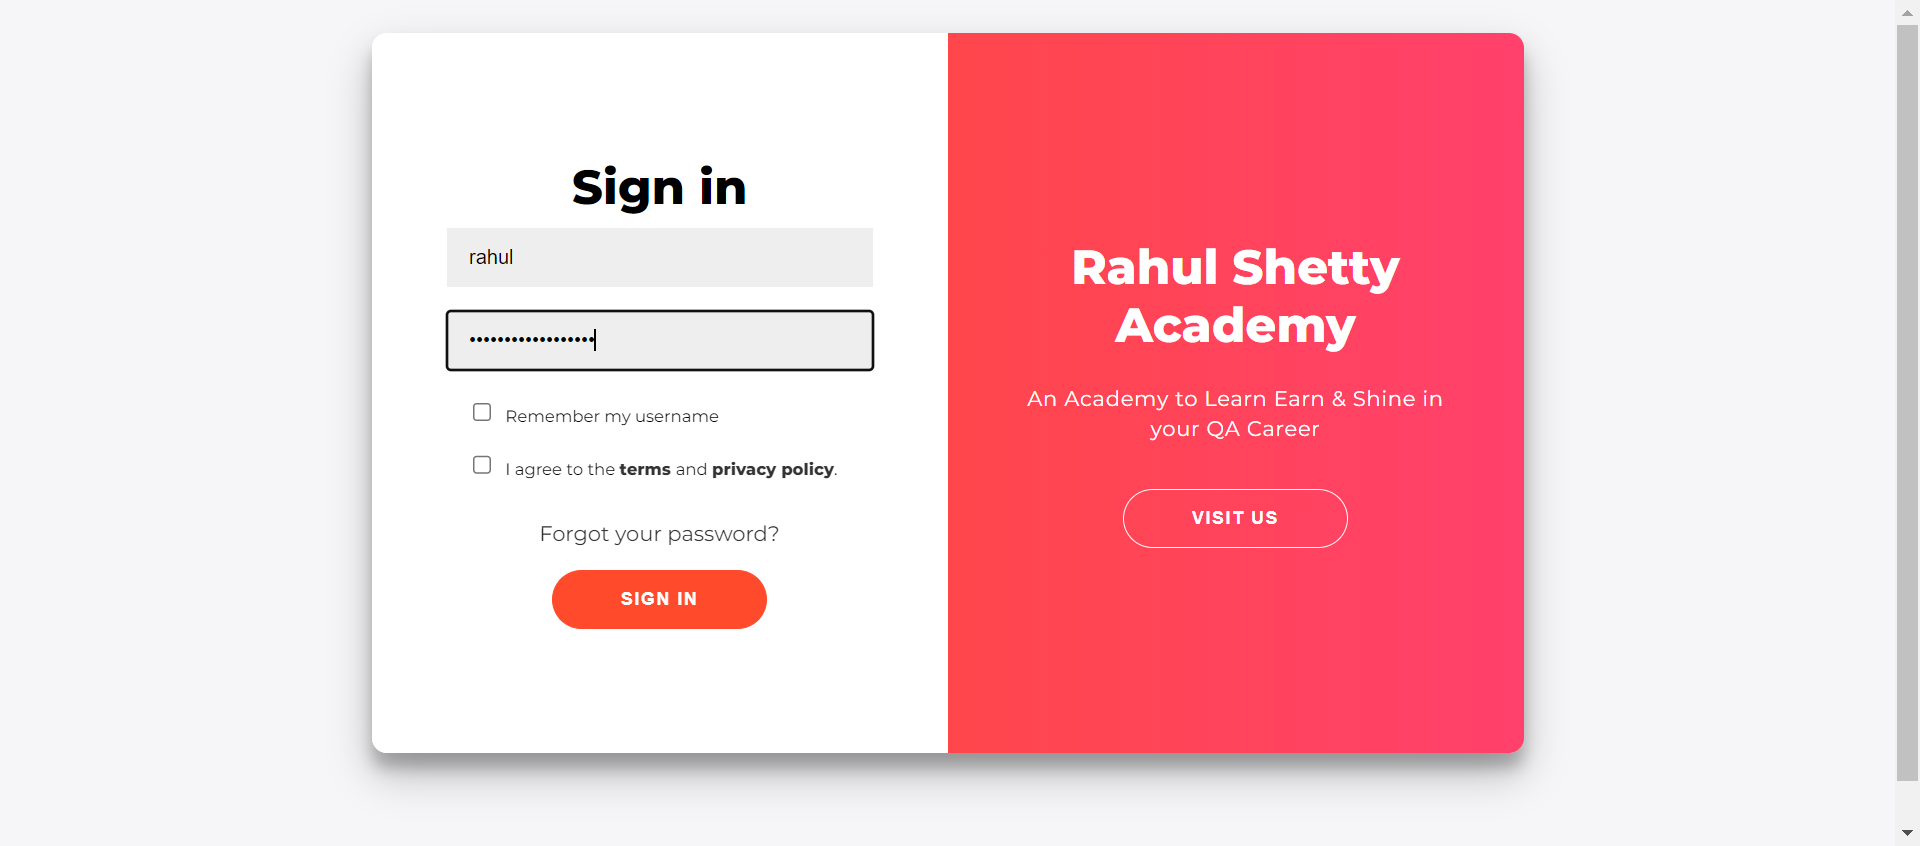 Sign in
rahul
••••••••••••••••••
Remember my username
I agree to the terms and privacy policy.
Forgot your password?
SIGN IN
Rahul Shetty
Academy
An Academy to Learn Earn & Shine in
your QA Career
VISIT US